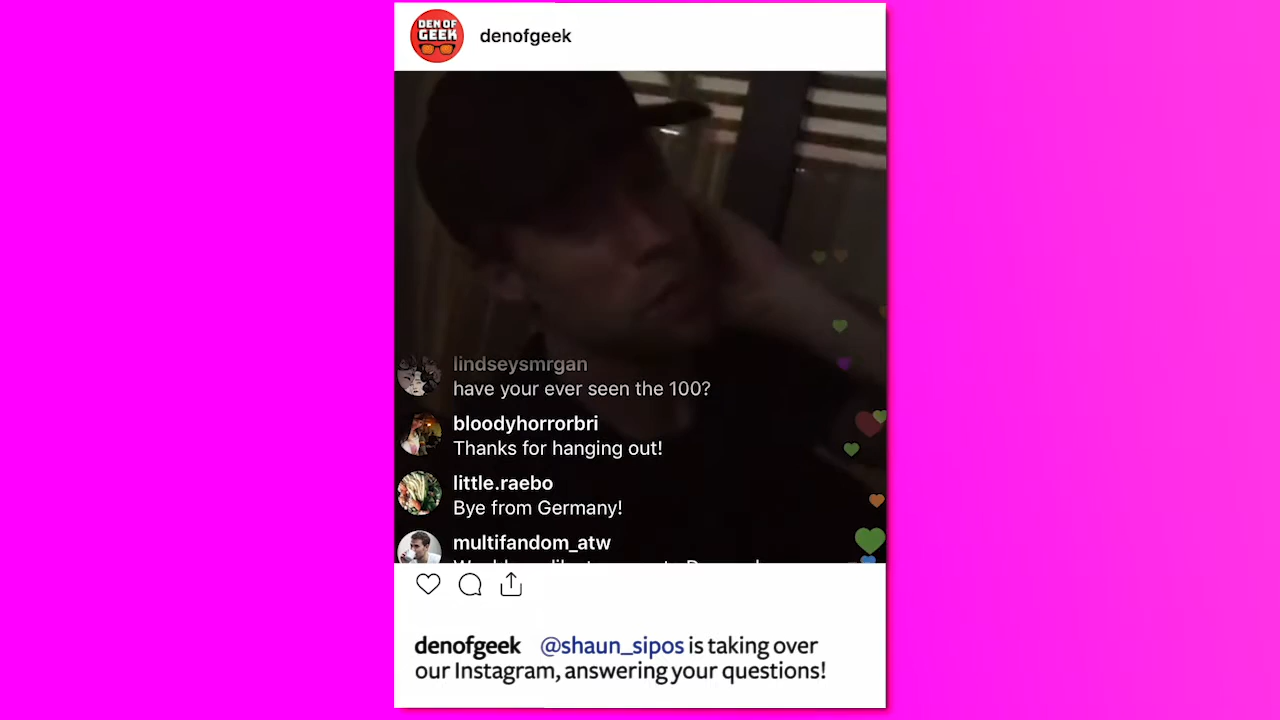 DEN OF
GEEK
denofgeek
lindseysmrgan
have your ever seen the 100?
bloodyhorrorbri
Thanks for hanging out!
little.raebo
Bye from Germany!
multifandom_atw
denofgeek @shaun_sipos is taking over
our Instagram, answering your questions!